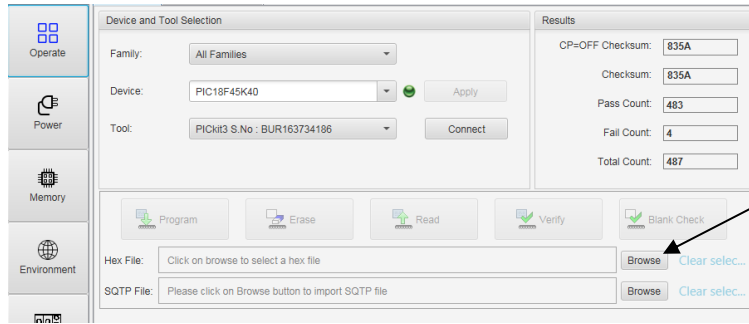 Operate
Power
Memory
Environment
Device and Tool Selection
Family: All Families
Device: PIC18F45K40 Apply
Tool: PICkit3 S.No : BUR163734186 Connect
Results
CP=OFF Checksum: 835A
Checksum: 835A
Pass Count: 483
Fail Count: 4
Total Count: 487
Program Erase Read Verify Blank Check
Hex File: Click on browse to select a hex file Browse Clear selec...
SQTP File: Please click on Browse button to import SQTP file Browse Clear selec...